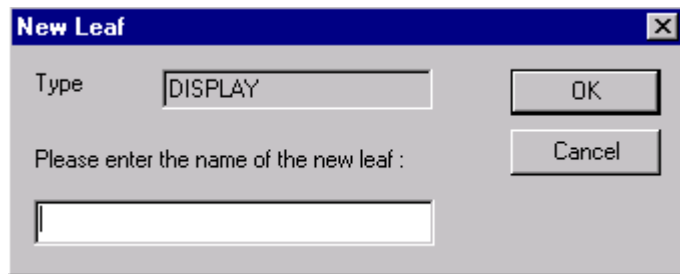 New Leaf
Type
DISPLAY
OK
Please enter the name of the new leaf :
Cancel